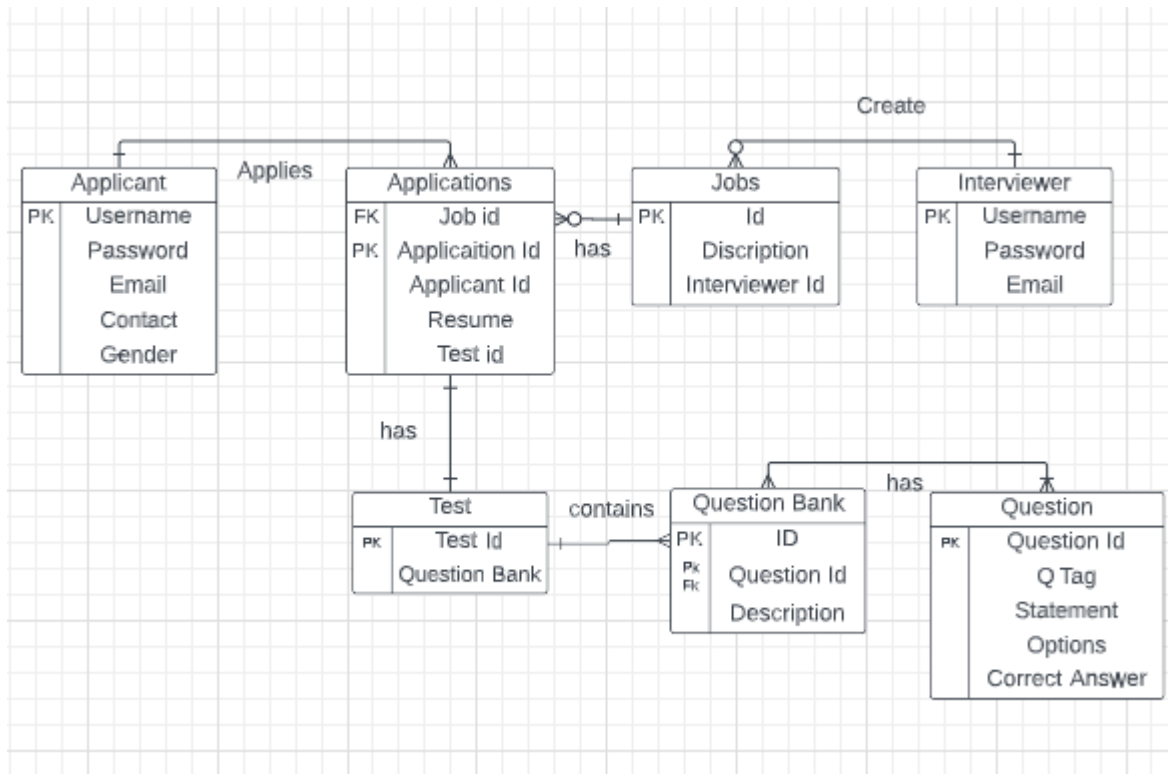 Create
Applies
Applicant
PK Username
Password
Email
Contact
Gender
Applications
FK Job id
PK Applicaition Id
Applicant Id
Resume
Test id
has
Jobs
PK Id
Discription
Interviewer Id
Interviewer
PK Username
Password
Email
has
Test
PK Test Id
Question Bank
contains
Question Bank
PK ID
Pk
Fk Question Id
Description
has
Question
PK Question Id
Q Tag
Statement
Options
Correct Answer